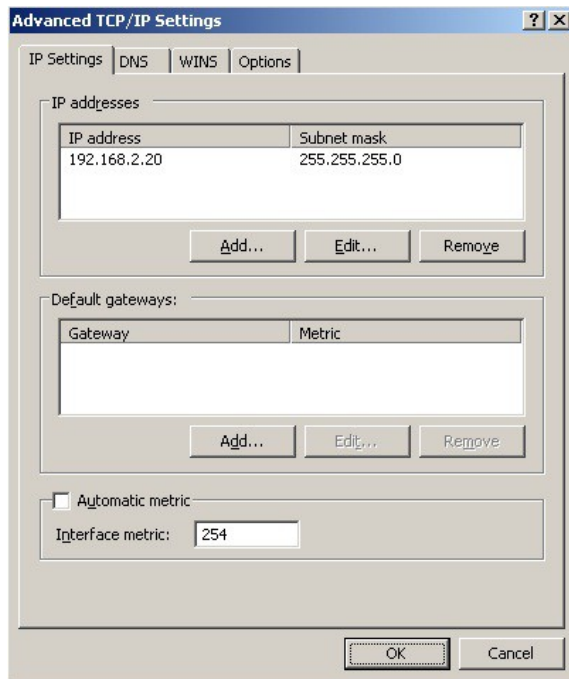 Advanced TCP/IP Settings
IP Settings DNS WINS Options
IP addresses
IP address Subnet mask
192.168.2.20 255.255.255.0
Add... Edit... Remove
Default gateways:
Gateway Metric
Add... Edit... Remove
Automatic metric
Interface metric: 254
OK Cancel